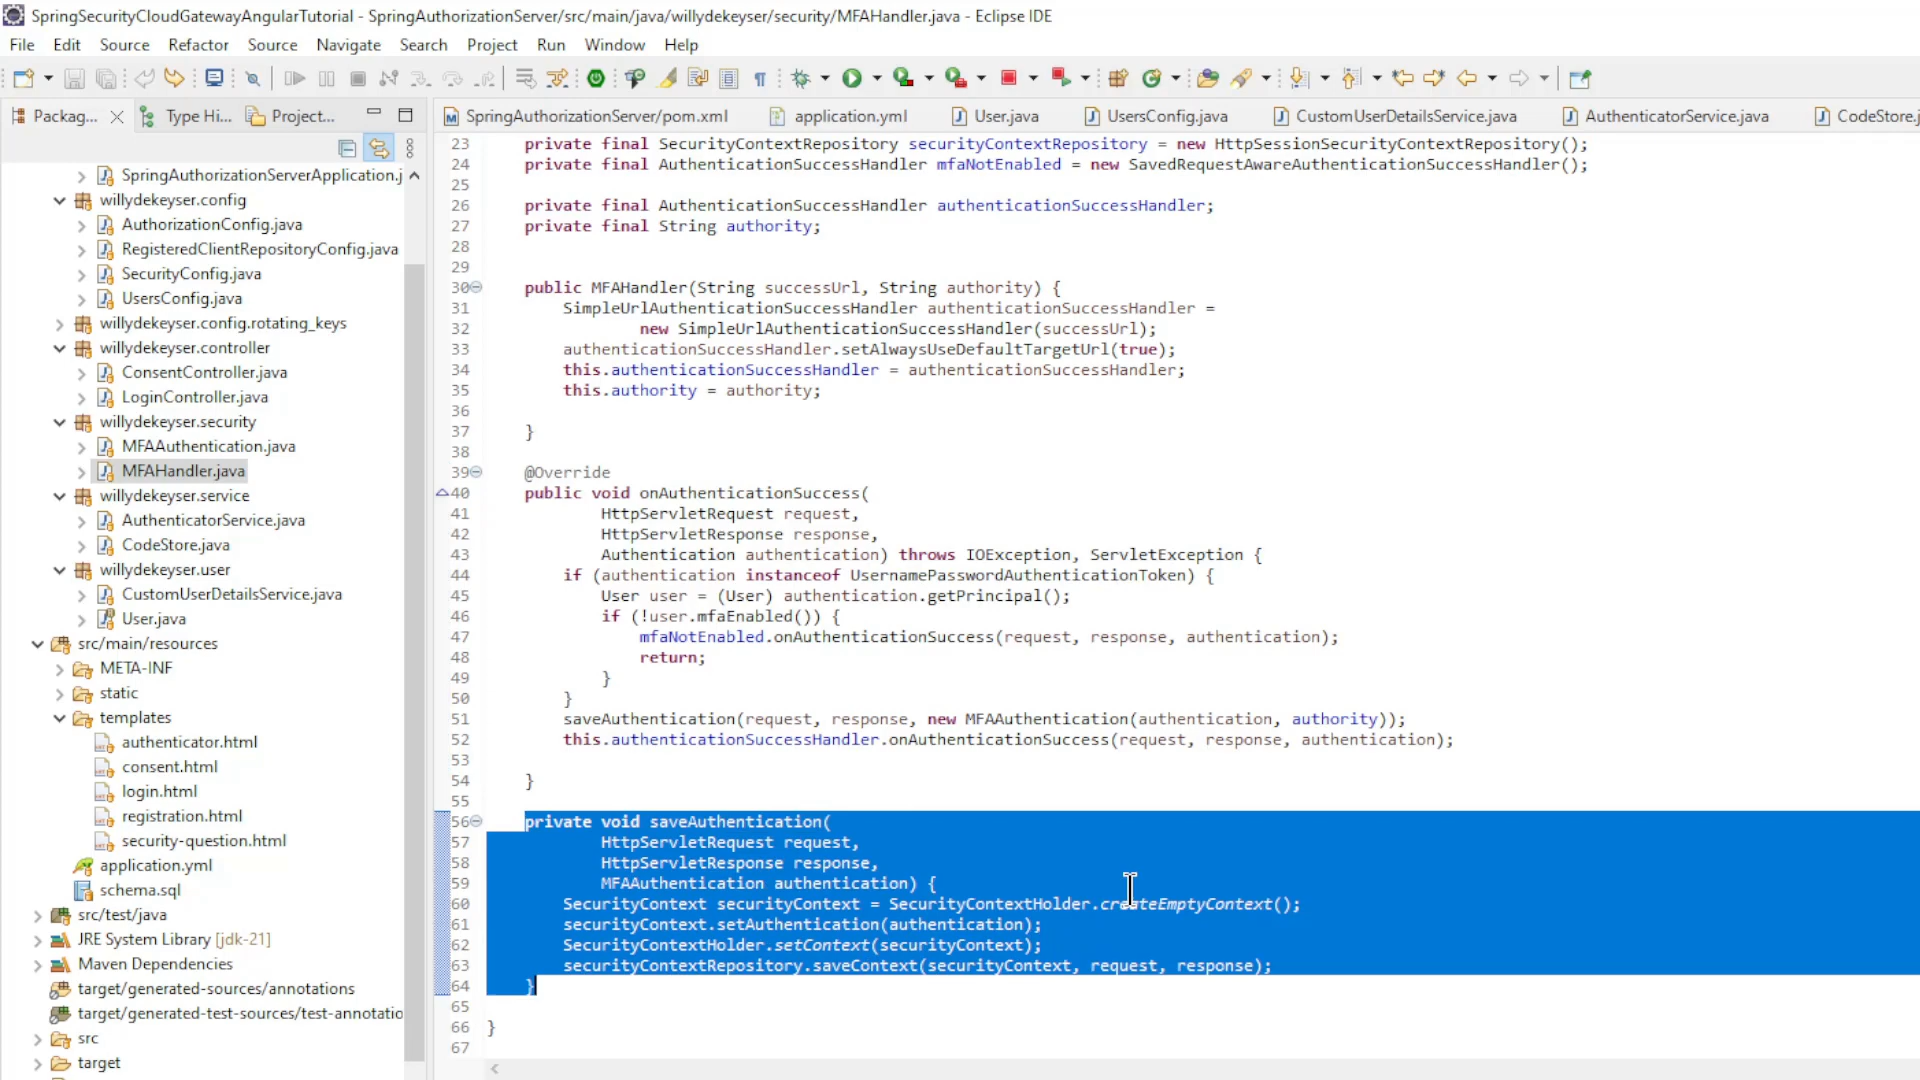 SpringSecurityCloudGatewayAngularTutorial - SpringAuthorizationServer/src/main/java/willydekeyser/security/MFAHandler.java - Eclipse IDE
File Edit Source Refactor Source Navigate Search Project Run Window Help
Packag... Type Hi... Project...
SpringAuthorizationServer/pom.xml application.yml User.java UsersConfig.java CustomUserDetailsService.java AuthenticatorService.java CodeStore.j
SpringAuthorizationServerApplication.j
willydekeyser.config
AuthorizationConfig.java
RegisteredClientRepositoryConfig.java
SecurityConfig.java
UsersConfig.java
willydekeyser.config.rotating_keys
willydekeyser.controller
ConsentController.java
LoginController.java
willydekeyser.security
MFAAuthentication.java
MFAHandler.java
willydekeyser.service
AuthenticatorService.java
CodeStore.java
willydekeyser.user
CustomUserDetailsService.java
User.java
src/main/resources
META-INF
static
templates
authenticator.html
consent.html
login.html
registration.html
security-question.html
application.yml
schema.sql
src/test/java
JRE System Library [jdk-21]
Maven Dependencies
target/generated-sources/annotations
target/generated-test-sources/test-annotatio
src
target
23 private final SecurityContextRepository securityContextRepository = new HttpSessionSecurityContextRepository();
24 private final AuthenticationSuccessHandler mfaNotEnabled = new SavedRequestAwareAuthenticationSuccessHandler();
25
26 private final AuthenticationSuccessHandler authenticationSuccessHandler;
27 private final String authority;
28
29
30 public MFAHandler(String successUrl, String authority) {
31 SimpleUrlAuthenticationSuccessHandler authenticationSuccessHandler =
32 new SimpleUrlAuthenticationSuccessHandler(successUrl);
33 authenticationSuccessHandler.setAlwaysUseDefaultTargetUrl(true);
34 this.authenticationSuccessHandler = authenticationSuccessHandler;
35 this.authority = authority;
36
37 }
38
39 @Override
40 public void onAuthenticationSuccess(
41 HttpServletRequest request,
42 HttpServletResponse response,
43 Authentication authentication) throws IOException, ServletException {
44 if (authentication instanceof UsernamePasswordAuthenticationToken) {
45 User user = (User) authentication.getPrincipal();
46 if (!user.mfaEnabled()) {
47 mfaNotEnabled.onAuthenticationSuccess(request, response, authentication);
48 return;
49 }
50 }
51 saveAuthentication(request, response, new MFAAuthentication(authentication, authority));
52 this.authenticationSuccessHandler.onAuthenticationSuccess(request, response, authentication);
53
54 }
55
56 private void saveAuthentication(
57 HttpServletRequest request,
58 HttpServletResponse response,
59 MFAAuthentication authentication) {
60 SecurityContext securityContext = SecurityContextHolder.createEmptyContext();
61 securityContext.setAuthentication(authentication);
62 SecurityContextHolder.setContext(securityContext);
63 securityContextRepository.saveContext(securityContext, request, response);
64 }
65
66 }
67